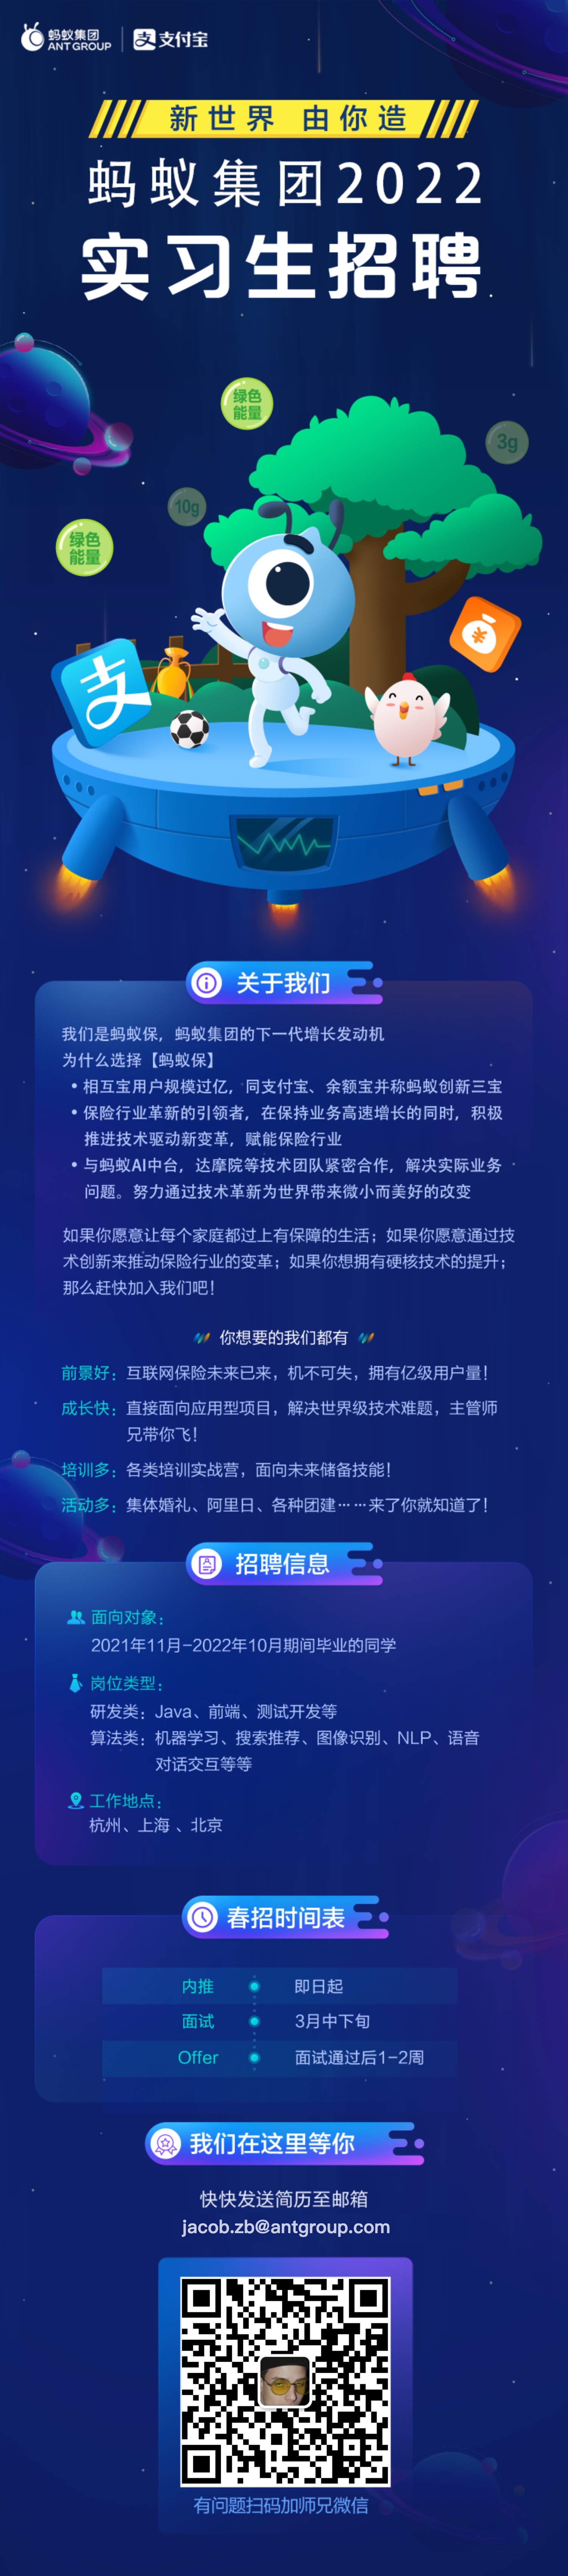 蚂蚁集团
ANT GROUP
支付宝
新世界 由你造
蚂蚁集团2022
实习生招聘
绿色
能量
3g
10g
绿色
能量
支
¥
关于我们
我们是蚂蚁保，蚂蚁集团的下一代增长发动机
为什么选择【蚂蚁保】
• 相互宝用户规模过亿，同支付宝、余额宝并称蚂蚁创新三宝
• 保险行业革新的引领者，在保持业务高速增长的同时，积极
推进技术驱动新变革，赋能保险行业
• 与蚂蚁AI中台，达摩院等技术团队紧密合作，解决实际业务
问题。努力通过技术革新为世界带来微小而美好的改变
如果你愿意让每个家庭都过上有保障的生活；如果你愿意通过技
术创新来推动保险行业的变革；如果你想拥有硬核技术的提升；
那么赶快加入我们吧！
你想要的我们都有
前景好：互联网保险未来已来，机不可失，拥有亿级用户量！
成长快：直接面向应用型项目，解决世界级技术难题，主管师
兄带你飞！
培训多：各类培训实战营，面向未来储备技能！
活动多：集体婚礼、阿里日、各种团建……来了你就知道了！
招聘信息
面向对象：
2021年11月-2022年10月期间毕业的同学
岗位类型：
研发类：Java、前端、测试开发等
算法类：机器学习、搜索推荐、图像识别、NLP、语音
对话交互等等
工作地点：
杭州、上海 、北京
春招时间表
内推 即日起
面试 3月中下旬
Offer 面试通过后1-2周
我们在这里等你
快快发送简历至邮箱
jacob.zb@antgroup.com
有问题扫码加师兄微信